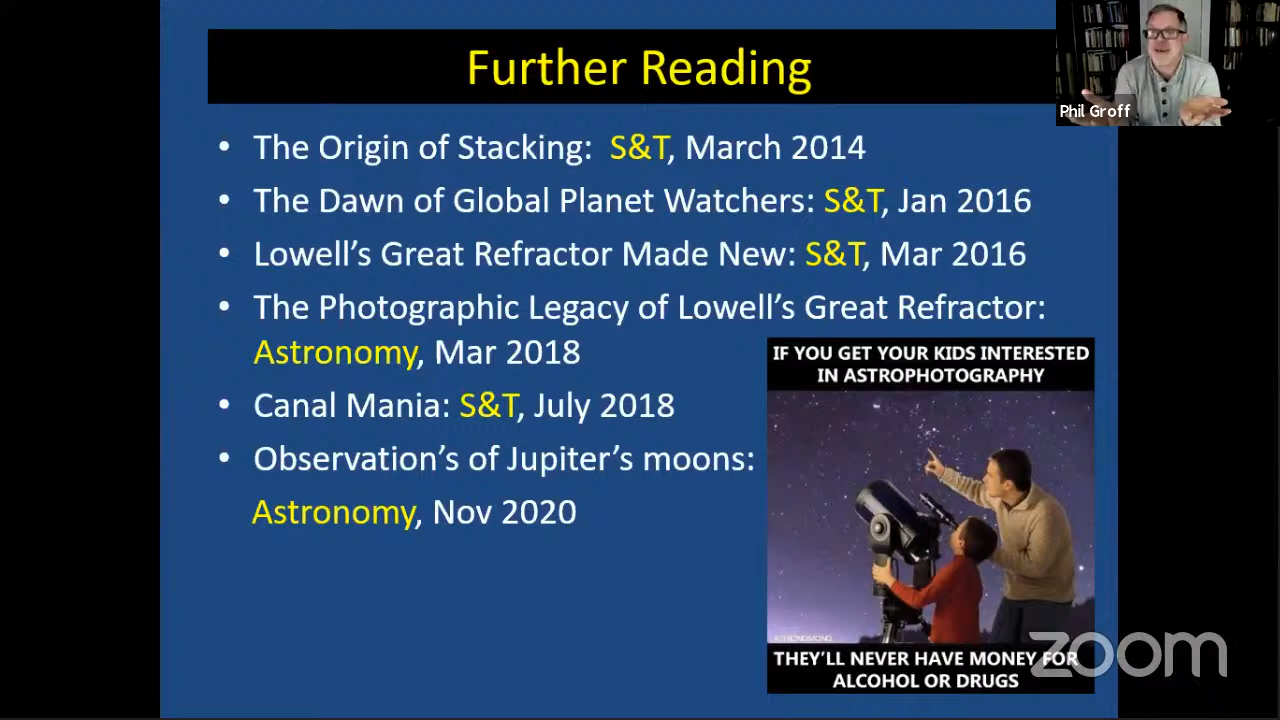 Further Reading
Phil Groff
• The Origin of Stacking: S&T, March 2014
• The Dawn of Global Planet Watchers: S&T, Jan 2016
• Lowell's Great Refractor Made New: S&T, Mar 2016
• The Photographic Legacy of Lowell's Great Refractor:
Astronomy, Mar 2018
• Canal Mania: S&T, July 2018
• Observation's of Jupiter's moons:
Astronomy, Nov 2020
IF YOU GET YOUR KIDS INTERESTED
IN ASTROPHOTOGRAPHY
THEY'LL NEVER HAVE MONEY FOR
ALCOHOL OR DRUGS
zoom